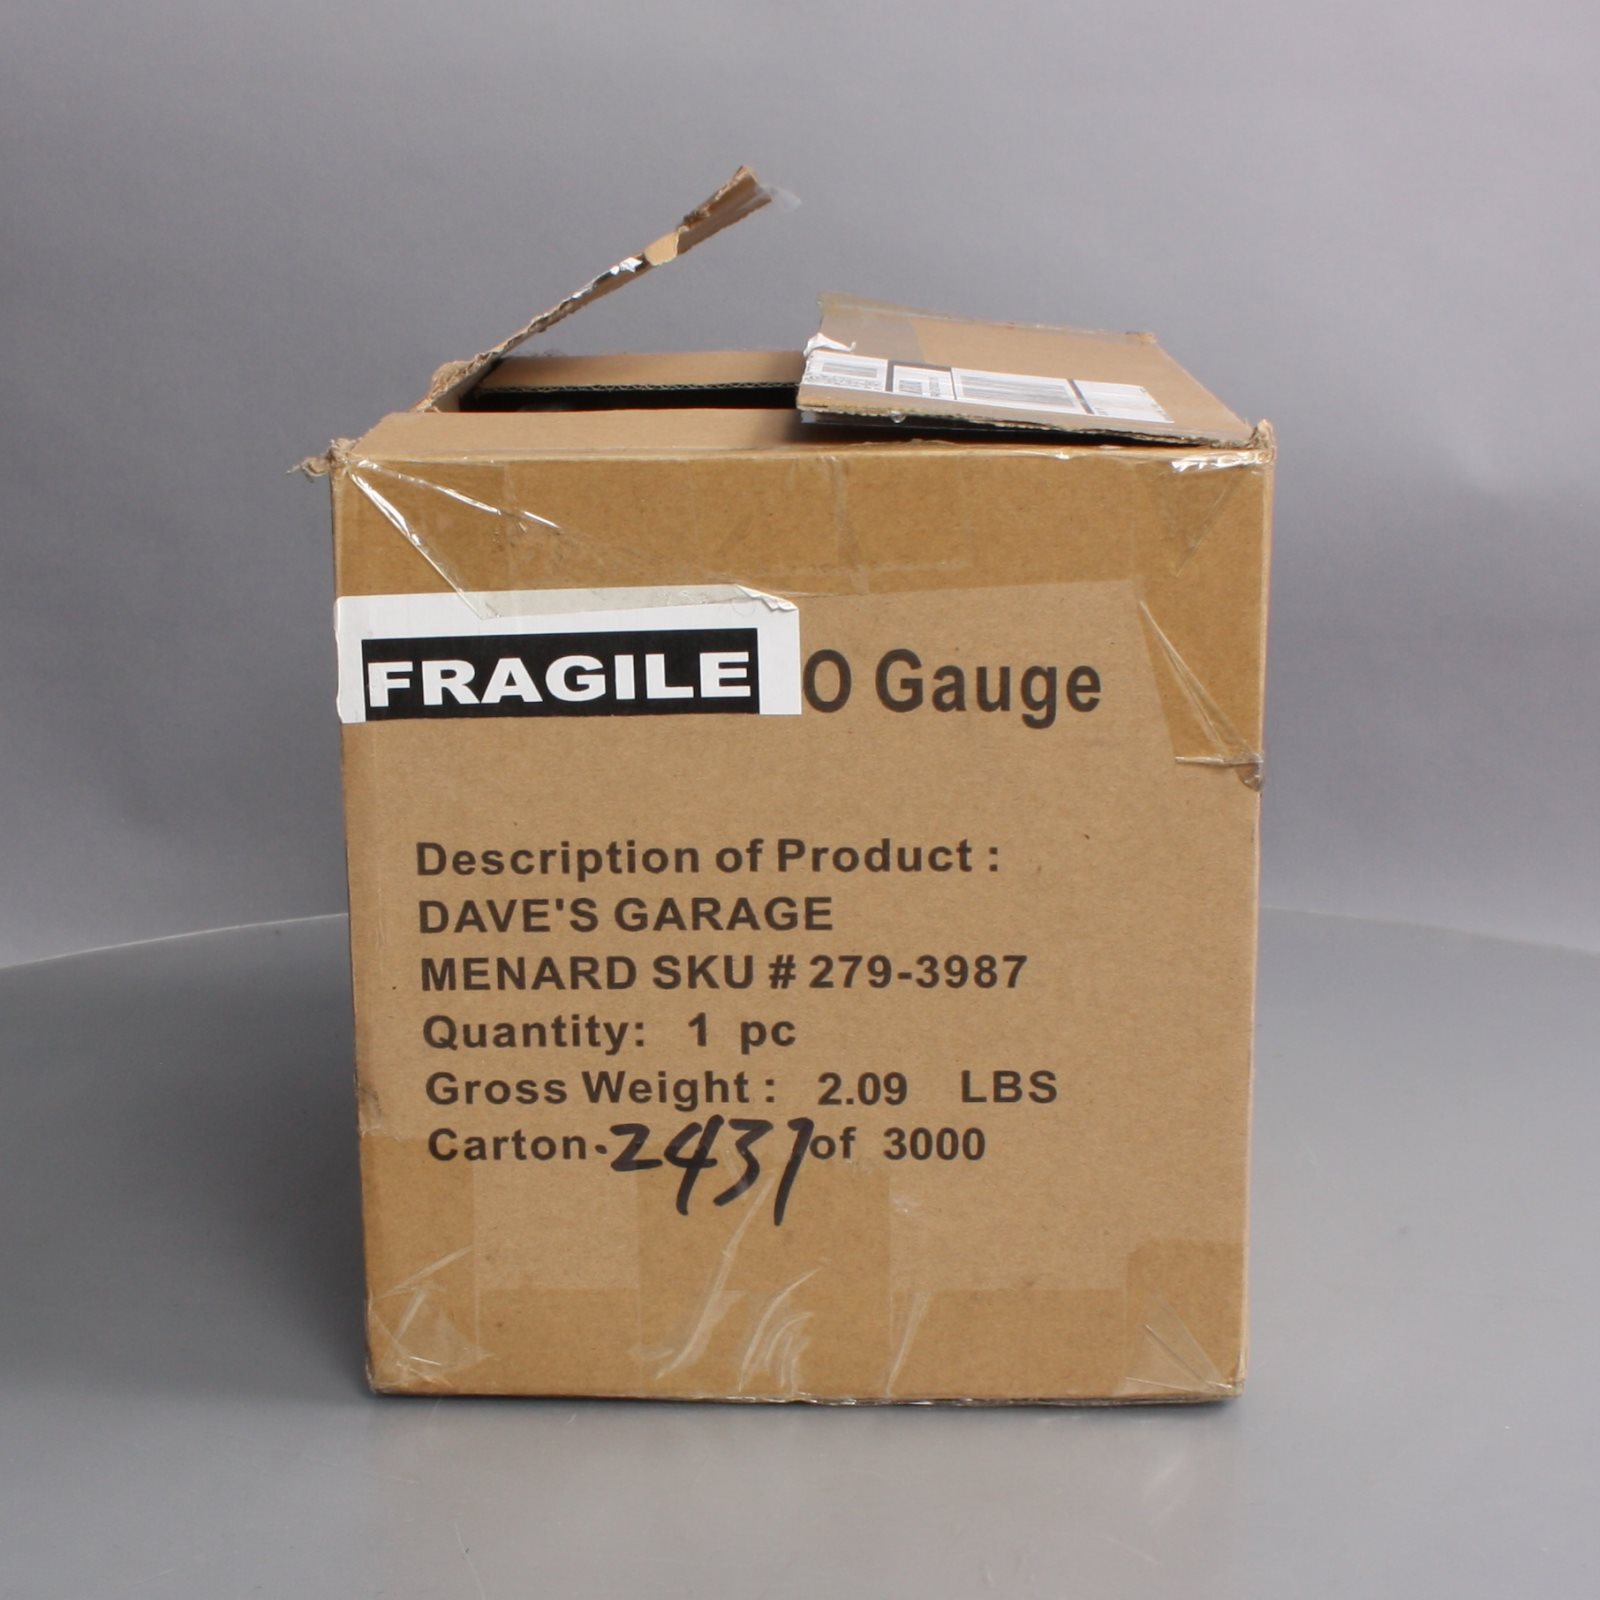 FRAGILE O Gauge
Description of Product :
DAVE'S GARAGE
MENARD SKU # 279-3987
Quantity: 1 pc
Gross Weight : 2.09 LBS
Carton. 2437 of 3000